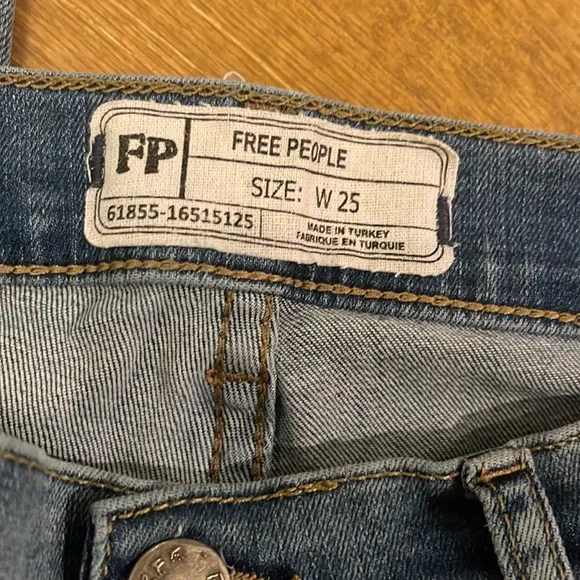 FP
FREE PEOPLE
SIZE: W 25
61855-16515125
MADE IN TURKEY
FABRIQUE EN TURQUIE